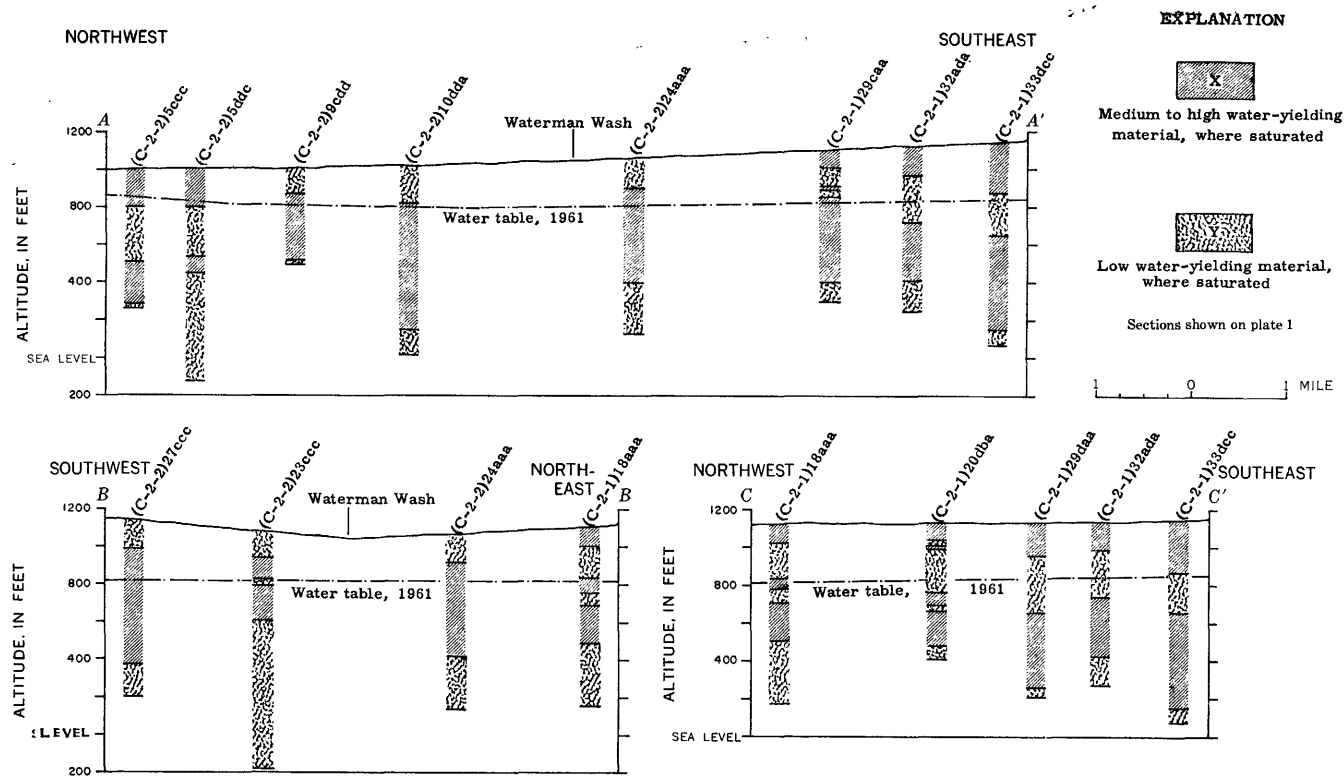 EXPLANATION
X
Medium to high water-yielding
material, where saturated
Y
Low water-yielding material,
where saturated
Sections shown on plate 1
1 0 1 MILE
NORTHWEST
SOUTHEAST
A
A'
(C-2-2)5ccc
(C-2-2)5ddc
(C-2-2)9cdd
(C-2-2)10dda
(C-2-2)24aaa
(C-2-1)29caa
(C-2-1)32ada
(C-2-1)33dcc
Waterman Wash
Water table, 1961
ALTITUDE, IN FEET
1200
800
400
SEA LEVEL
200
SOUTHWEST
NORTH-
EAST
B
B
(C-2-2)27ccc
(C-2-2)23ccc
(C-2-2)24aaa
(C-2-1)18aaa
Waterman Wash
Water table, 1961
ALTITUDE, IN FEET
1200
800
400
LEVEL
200
NORTHWEST
SOUTHEAST
C
C'
(C-2-1)18aaa
(C-2-1)20dba
(C-2-1)29daa
(C-2-1)32ada
(C-2-1)33dcc
Water table, 1961
ALTITUDE, IN FEET
1200
800
400
SEA LEVEL